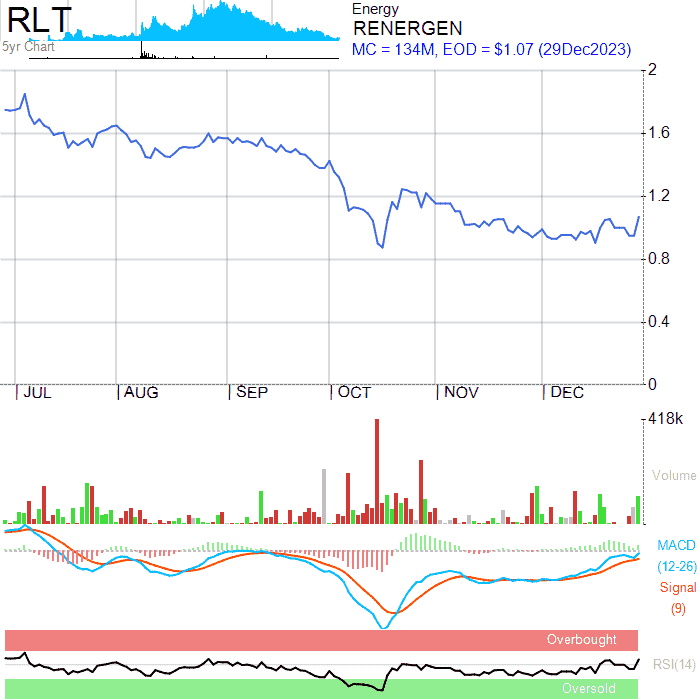 RLT
5yr Chart
Energy
RENERGEN
MC = 134M, EOD = $1.07 (29Dec2023)
2
1.6
1.2
0.8
0.4
0
JUL AUG SEP OCT NOV DEC
418k
Volume
MACD
(12-26)
Signal
(9)
Overbought
RSI(14)
Oversold